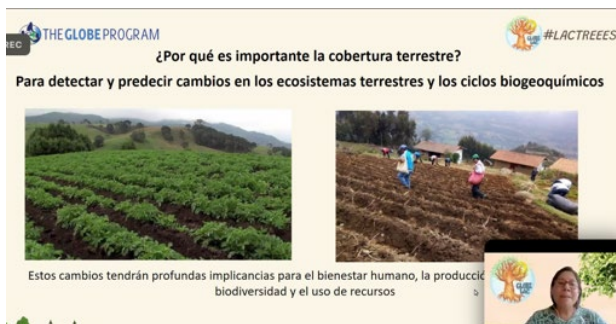 REC
THE GLOBE PROGRAM
#LACTREEES
¿Por qué es importante la cobertura terrestre?
Para detectar y predecir cambios en los ecosistemas terrestres y los ciclos biogeoquímicos
Estos cambios tendrán profundas implicancias para el bienestar humano, la producció
biodiversidad y el uso de recursos
GLOBE
LAC